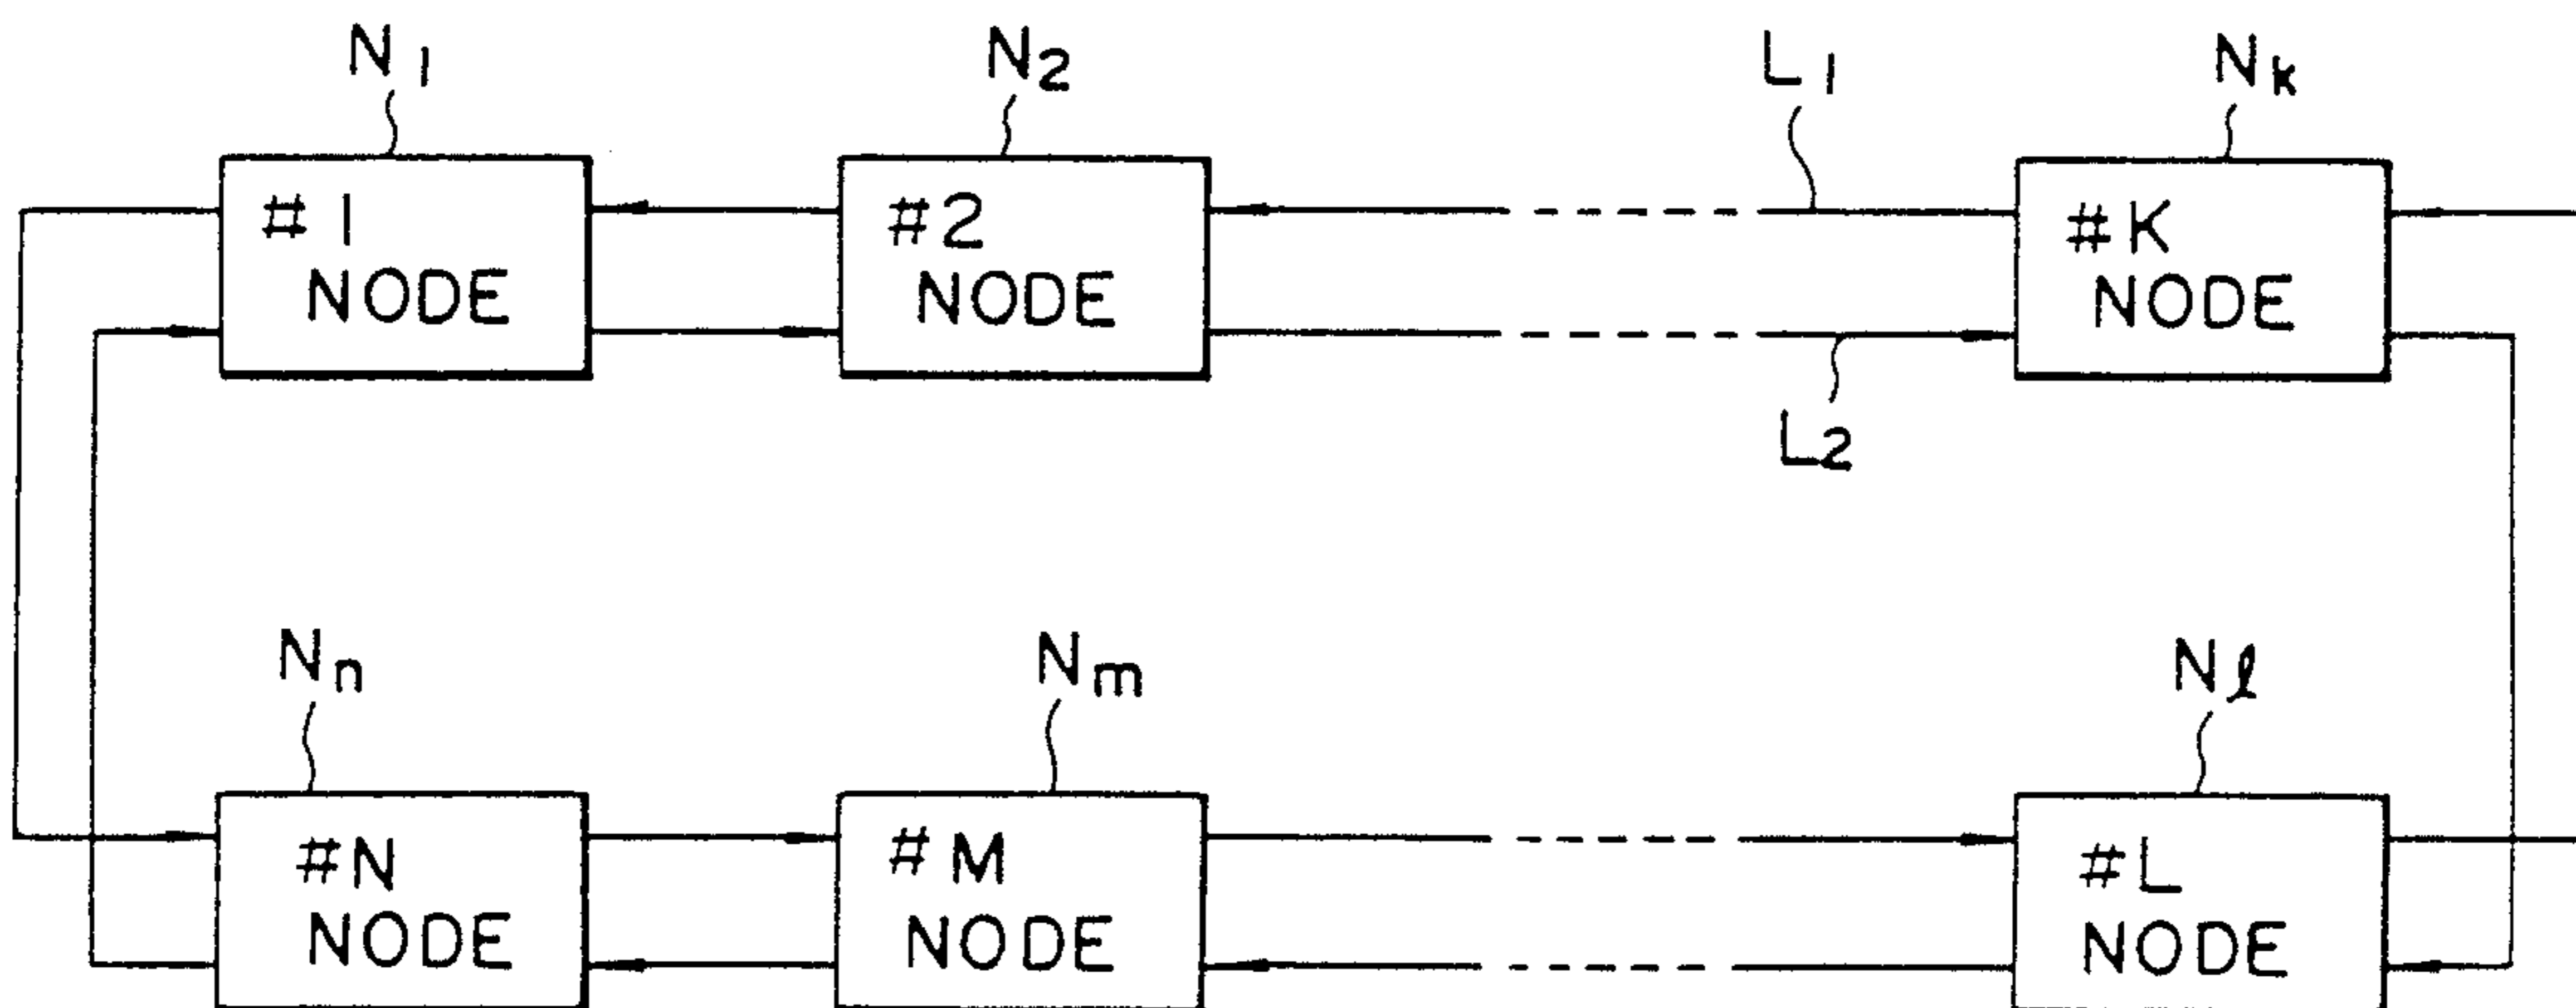 N1 N2 L1 Nk
#1 NODE
#2 NODE
#K NODE
L2
Nn Nm Nℓ
#N NODE
#M NODE
#L NODE